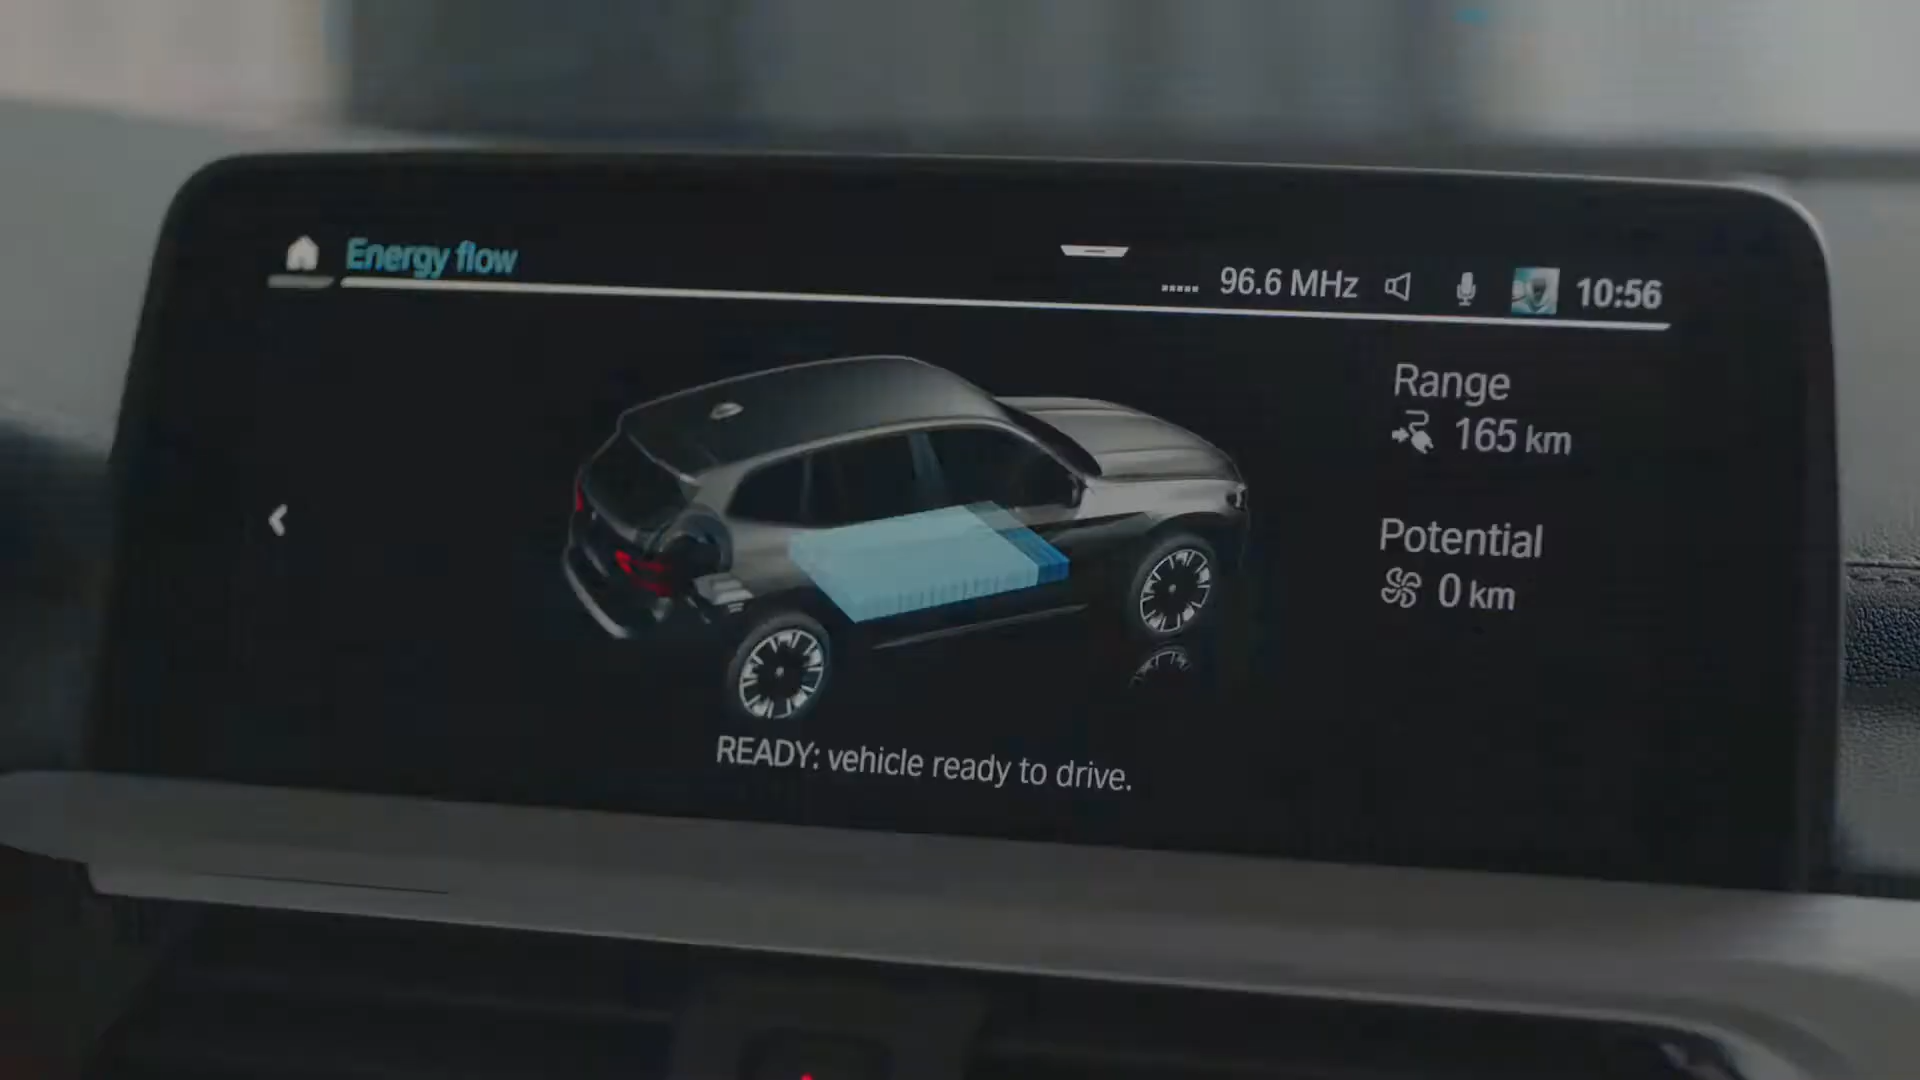 Energy flow
96.6 MHz
10:56
Range
165 km
Potential
0 km
READY: vehicle ready to drive.